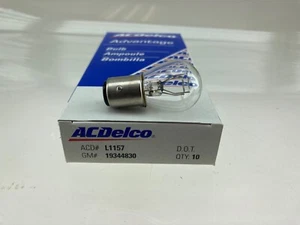 ACDelco
Advantage
Bulb
Ampoule
Bombilla
ACDelco
ACD# L1157 D.O.T.
GM# 19344830 QTY: 10